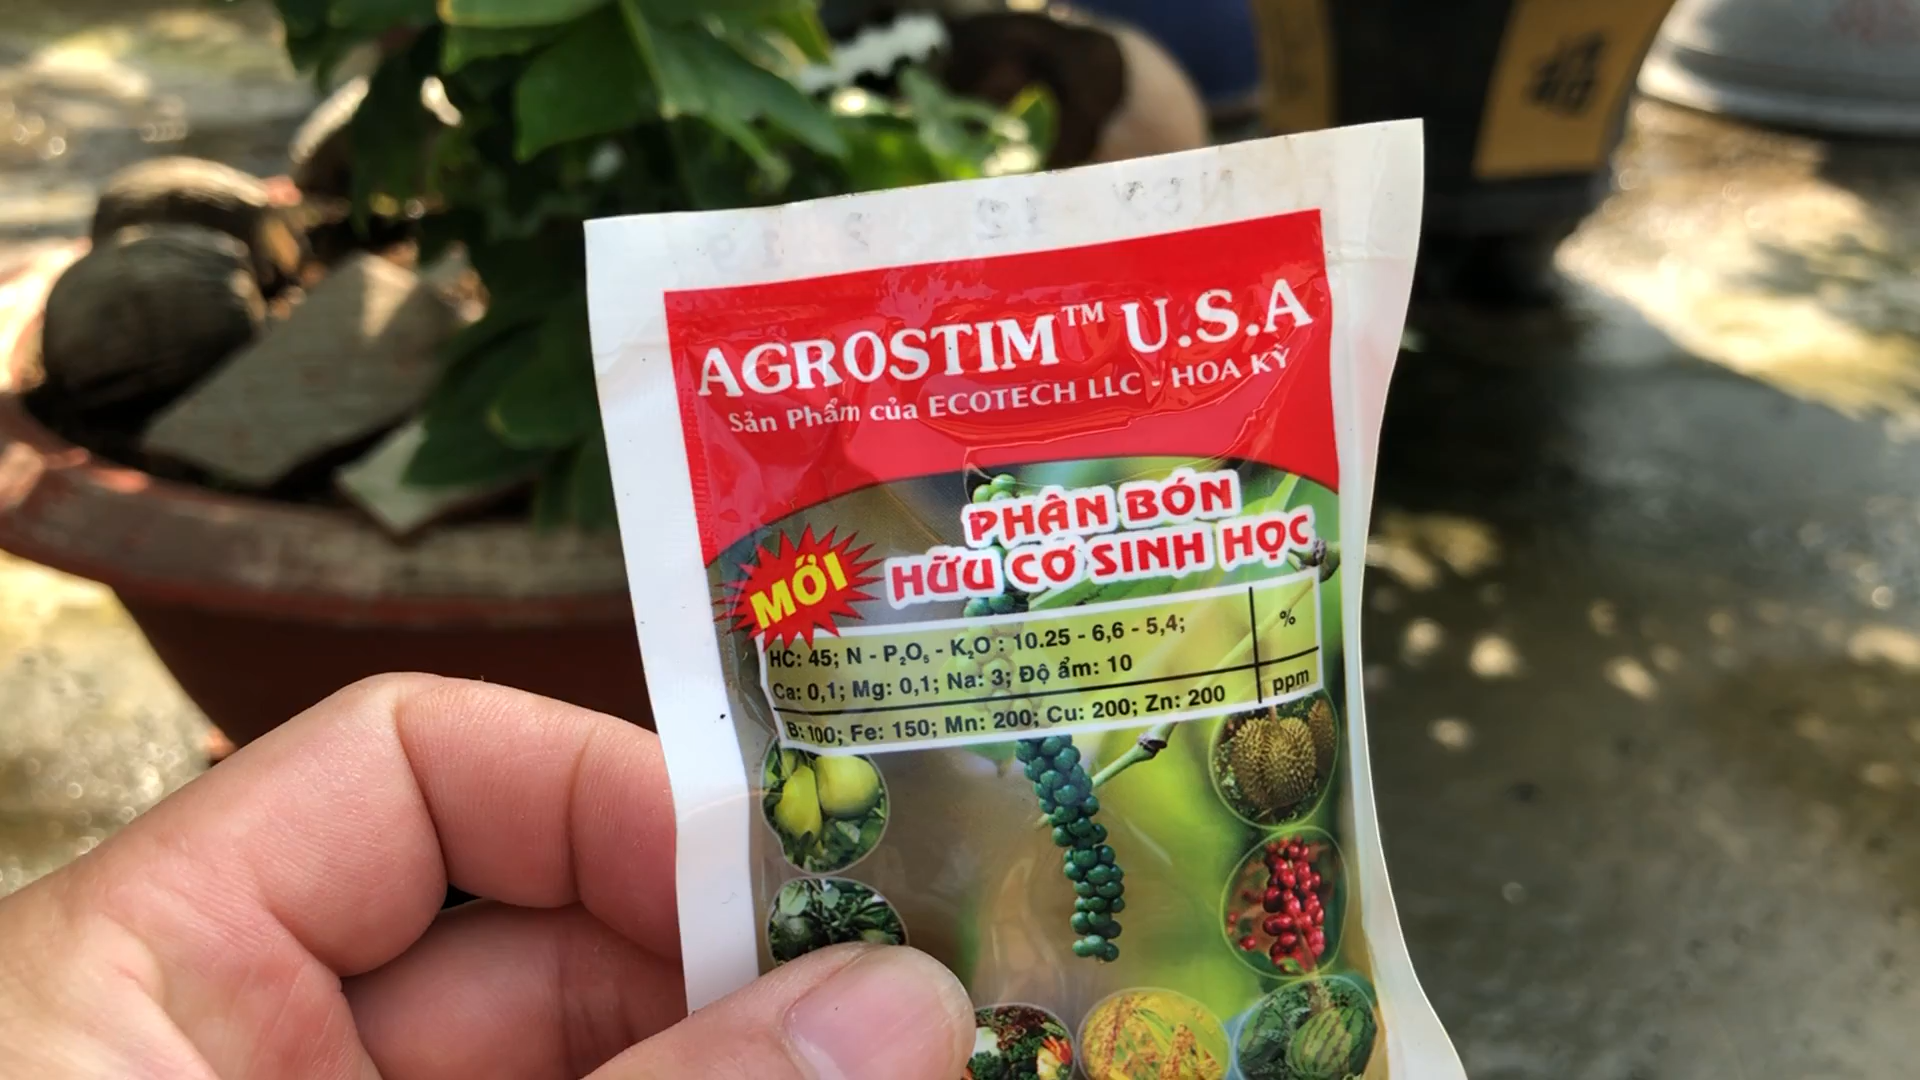 AGROSTIM™ U.S.A
Sản Phẩm của ECOTECH LLC - HOA KỲ
PHÂN BÓN
HỮU CƠ SINH HỌC
MỚI
HC: 45; N - P₂O₅ - K₂O : 10.25 - 6,6 - 5,4;
Ca: 0,1; Mg: 0,1; Na: 3; Độ ẩm: 10
%
B: 100; Fe: 150; Mn: 200; Cu: 200; Zn: 200
ppm